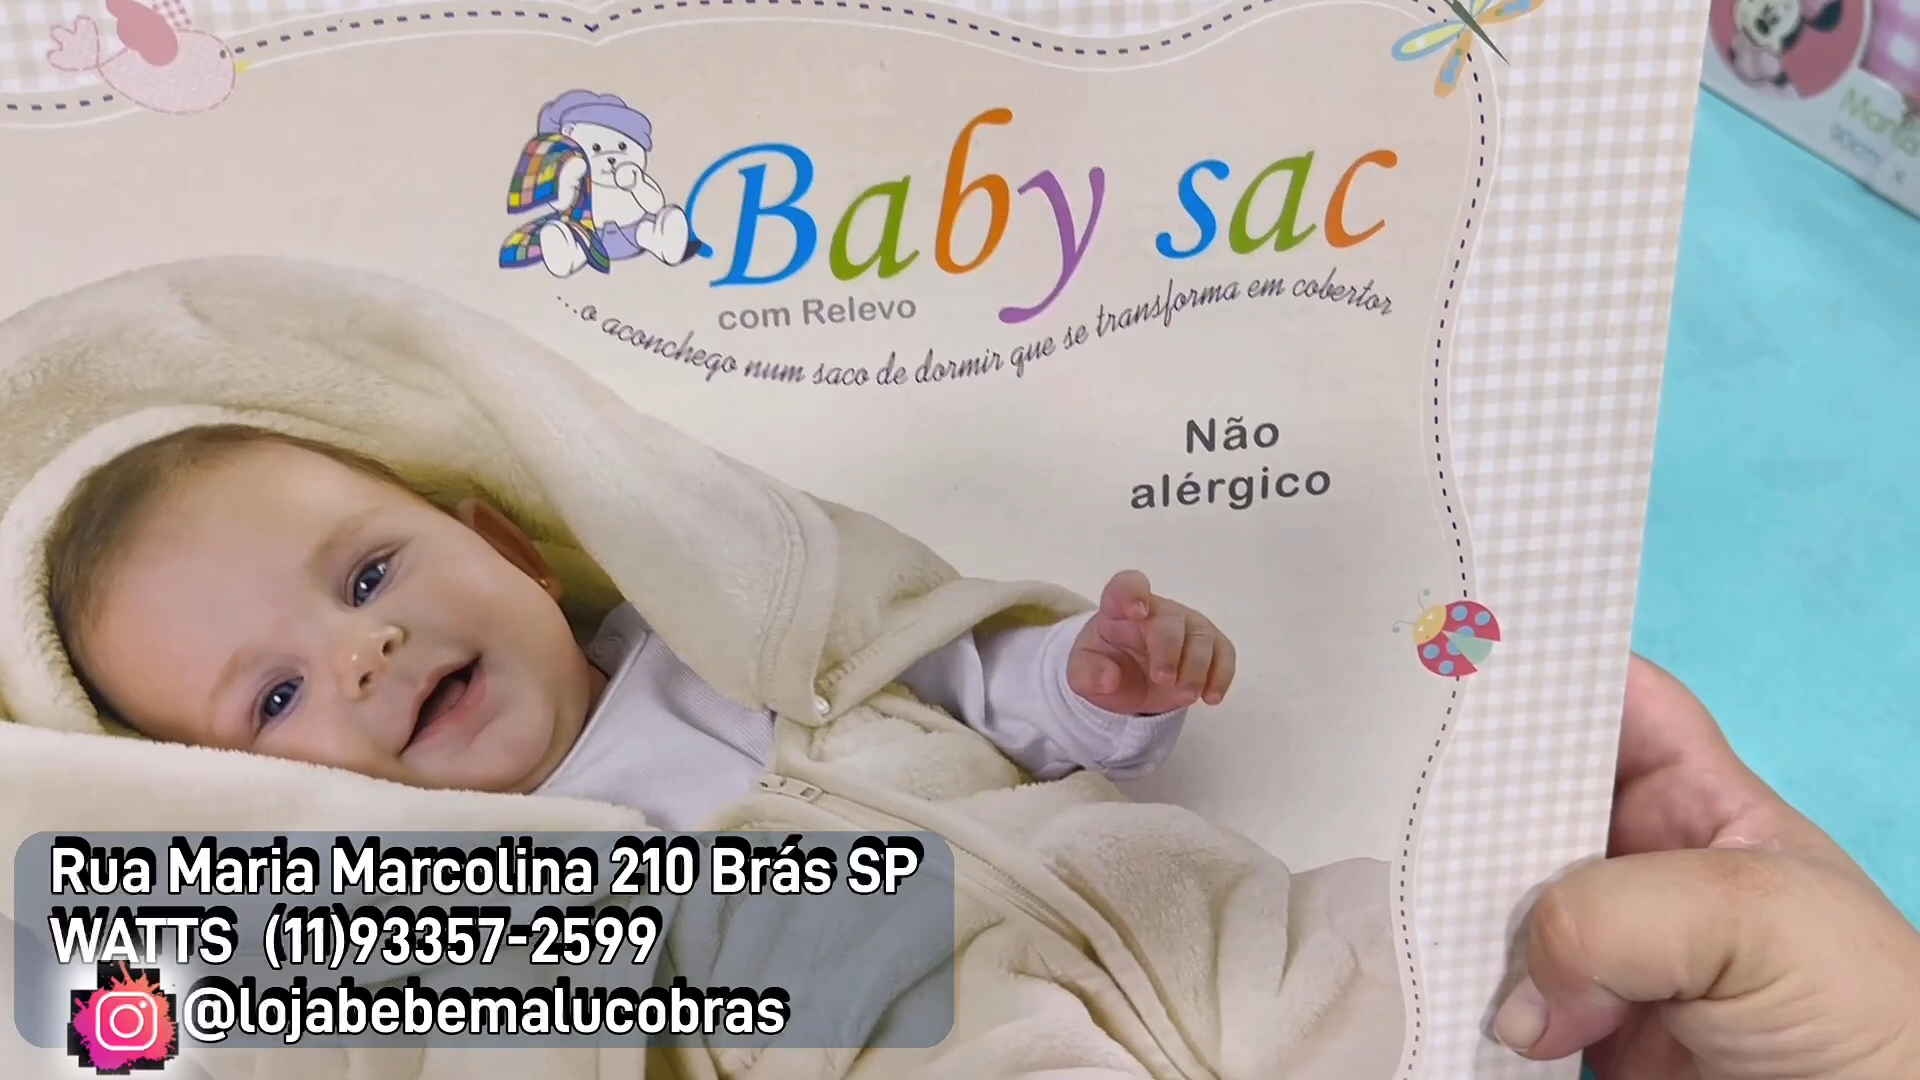 Baby sac
com Relevo
...o aconchego num saco de dormir que se transforma em cobertor
Não
alérgico
Rua Maria Marcolina 210 Brás SP
WATTS (11)93357-2599
@lojabebemalucobras